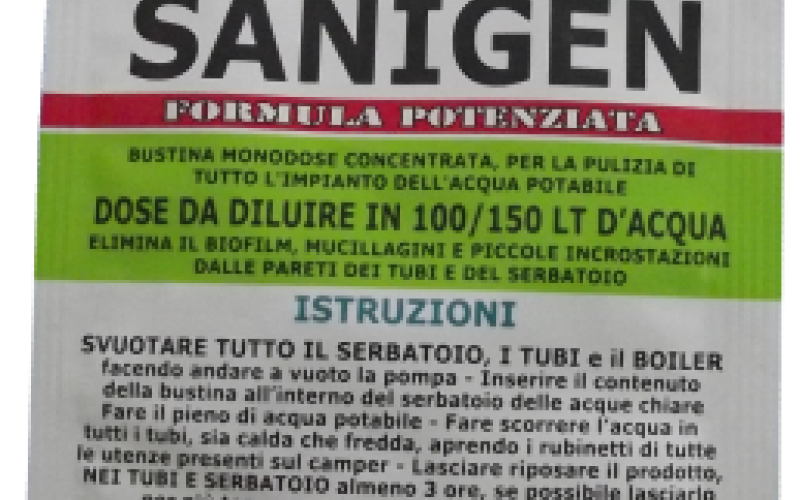 SANIGEN
FORMULA POTENZIATA
BUSTINA MONODOSE CONCENTRATA, PER LA PULIZIA DI
TUTTO L'IMPIANTO DELL'ACQUA POTABILE
DOSE DA DILUIRE IN 100/150 LT D'ACQUA
ELIMINA IL BIOFILM, MUCILLAGINI E PICCOLE INCROSTAZIONI
DALLE PARETI DEI TUBI E DEL SERBATOIO
ISTRUZIONI
SVUOTARE TUTTO IL SERBATOIO, I TUBI e il BOILER
facendo andare a vuoto la pompa - Inserire il contenuto
della bustina all'interno del serbatoio delle acque chiare
Fare il pieno di acqua potabile - Fare scorrere l'acqua in
tutti i tubi, sia calda che fredda, aprendo i rubinetti di tutte
le utenze presenti sul camper - Lasciare riposare il prodotto,
NEI TUBI E SERBATOIO almeno 3 ore, se possibile lasciarlo